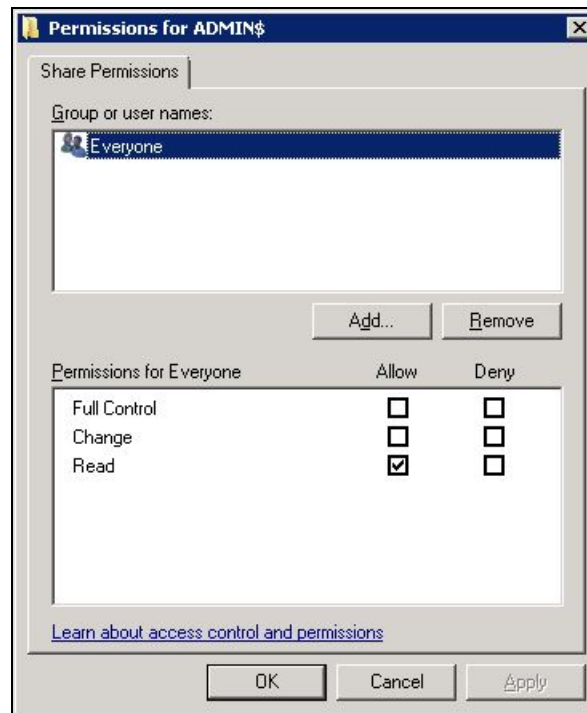 Permissions for ADMIN$
Share Permissions
Group or user names:
Everyone
Add... Remove
Permissions for Everyone Allow Deny
Full Control
Change
Read
Learn about access control and permissions
OK Cancel Apply